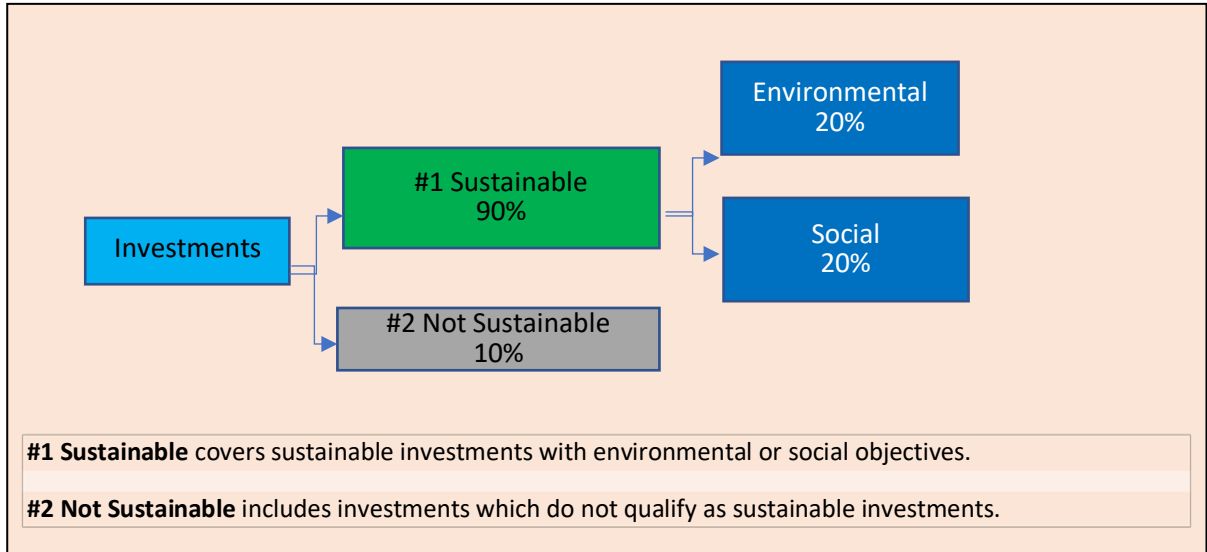 Environmental
20%
#1 Sustainable
90%
Social
20%
Investments
#2 Not Sustainable
10%
#1 Sustainable covers sustainable investments with environmental or social objectives.
#2 Not Sustainable includes investments which do not qualify as sustainable investments.